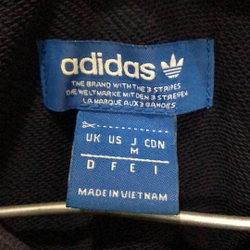 adidas
THE BRAND WITH THE 3 STRIPES
DIE WELTMARKE MIT DEN 3 STREIFEN
LA MARQUE AUX 3 BANDES
UK US J CDN
M
D F E I
MADE IN VIETNAM